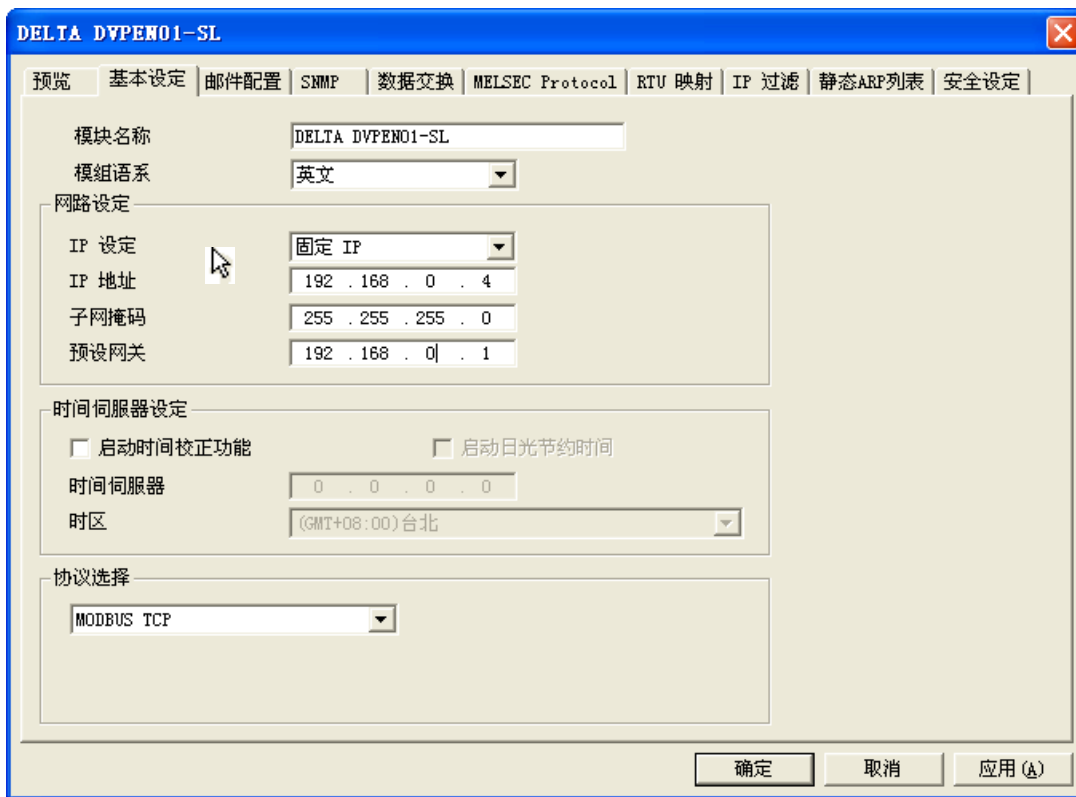 DELTA DVPEN01-SL
预览 基本设定 邮件配置 SNMP 数据交换 MELSEC Protocol RTU 映射 IP 过滤 静态ARP列表 安全设定
模块名称 DELTA DVPEN01-SL
模组语系 英文
网路设定
IP 设定 固定 IP
IP 地址 192 . 168 . 0 . 4
子网掩码 255 . 255 . 255 . 0
预设网关 192 . 168 . 0 . 1
时间伺服器设定
启动时间校正功能 启动日光节约时间
时间伺服器 0 . 0 . 0 . 0
时区 (GMT+08:00)台北
协议选择
MODBUS TCP
确定 取消 应用(A)